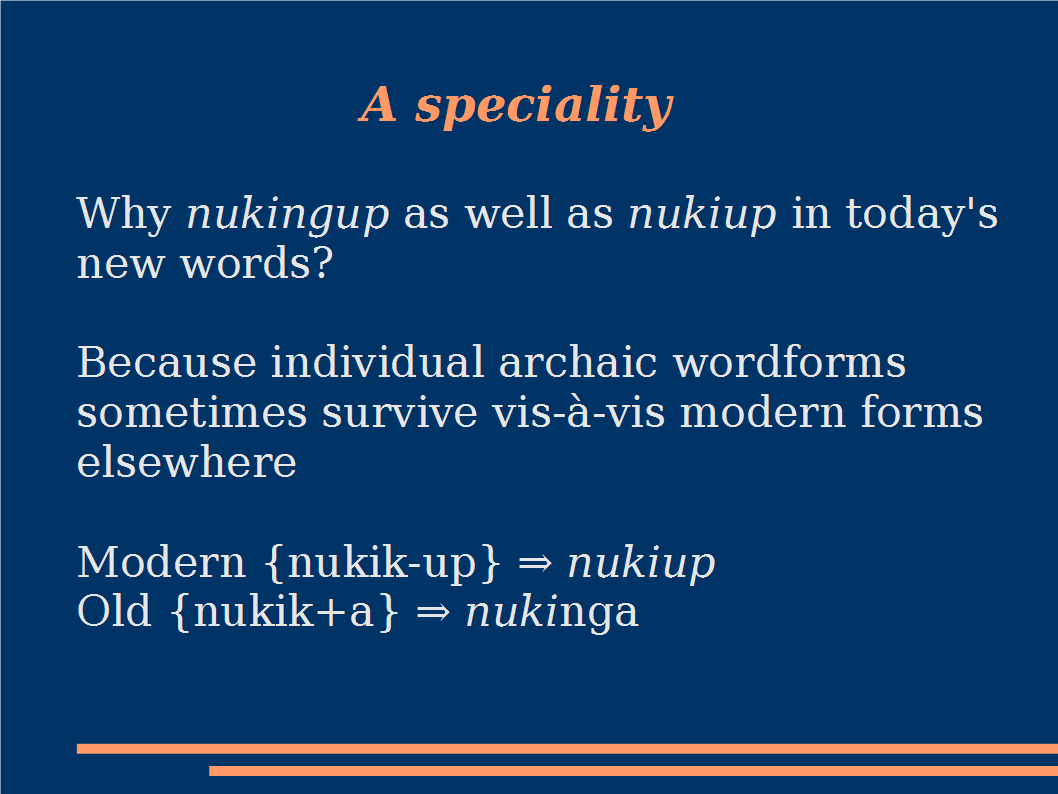 A speciality
Why nukingup as well as nukiup in today's
new words?
Because individual archaic wordforms
sometimes survive vis-à-vis modern forms
elsewhere
Modern {nukik-up} ⇒ nukiup
Old {nukik+a} ⇒ nukinga